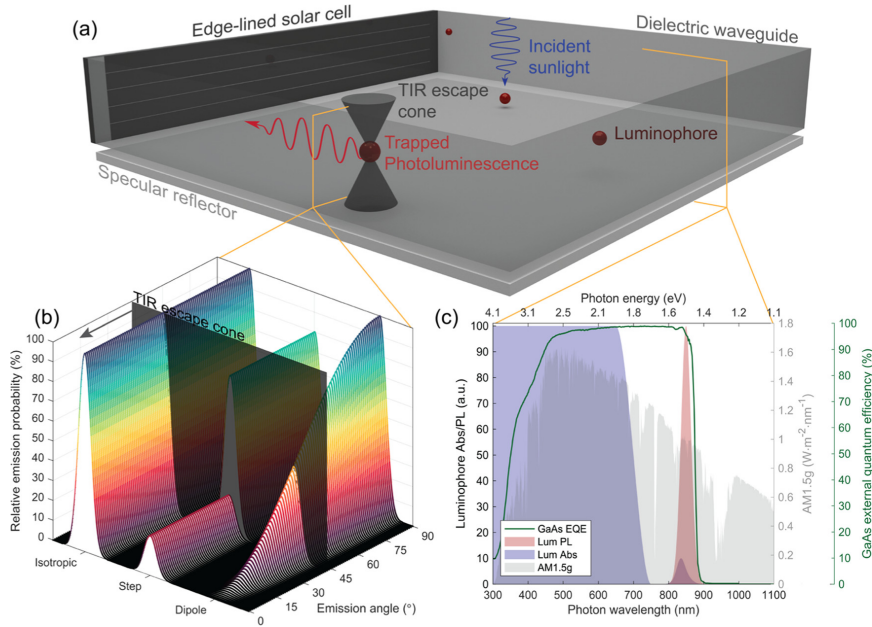 (a)
Edge-lined solar cell
Dielectric waveguide
Incident
sunlight
TIR escape
cone
Luminophore
Trapped
Photoluminescence
Specular reflector
(b)
TIR escape cone
Relative emission probability (%)
100
90
80
70
60
50
40
30
20
10
0
Isotropic
Step
Dipole
0
15
30
45
60
75
90
Emission angle (°)
(c)
Photon energy (eV)
4.1 3.1 2.5 2.1 1.8 1.6 1.4 1.2 1.1
Luminophore Abs/PL (a.u.)
100
90
80
70
60
50
40
30
20
10
0
GaAs EQE
Lum PL
Lum Abs
AM1.5g
300 400 500 600 700 800 900 1000 1100
Photon wavelength (nm)
1.8
1.6
1.4
1.2
1
0.8
0.6
0.4
0.2
0
AM1.5g (W·m-2·nm-1)
100
90
80
70
60
50
40
30
20
10
0
GaAs external quantum efficiency (%)